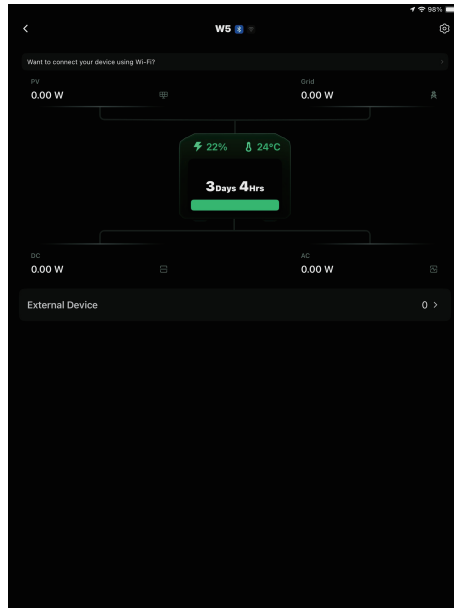 98%
W5
Want to connect your device using Wi-Fi?
PV
0.00 W
Grid
0.00 W
22% 24°C
3Days 4Hrs
DC
0.00 W
AC
0.00 W
External Device 0